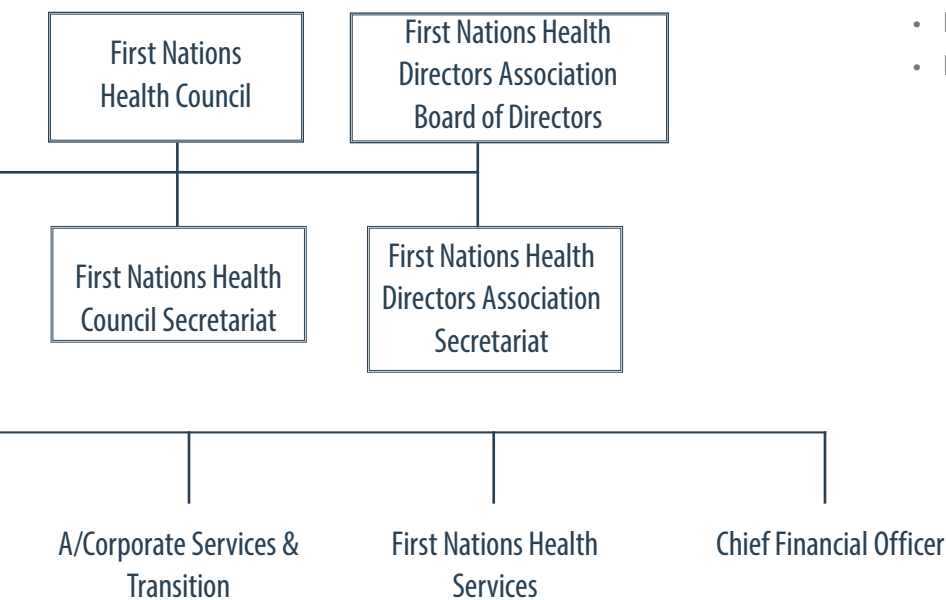 First Nations
Health Council
First Nations Health
Directors Association
Board of Directors
First Nations Health
Council Secretariat
First Nations Health
Directors Association
Secretariat
A/Corporate Services &
Transition
First Nations Health
Services
Chief Financial Officer